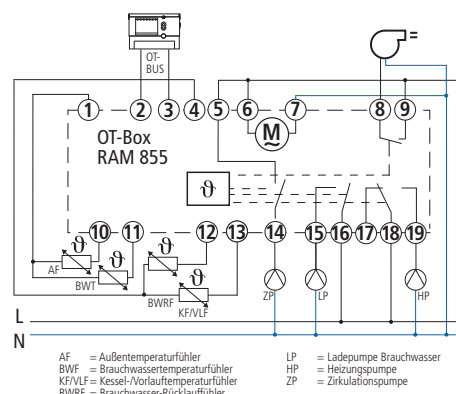 OT-
BUS
1 2 3 4 5 6 7 8 9
OT-Box
RAM 855
M
~
ϑ
10 11 12 13 14 15 16 17 18 19
ϑ ϑ ϑ ϑ
AF BWT BWRF KF/VLF ZP LP HP
L
N
AF = Außentemperaturfühler
BWF = Brauchwassertemperaturfühler
KF/VLF = Kessel-/Vorlauftemperaturfühler
BWRF = Brauchwasser-Rücklauffühler
LP = Ladepumpe Brauchwasser
HP = Heizungspumpe
ZP = Zirkulationspumpe